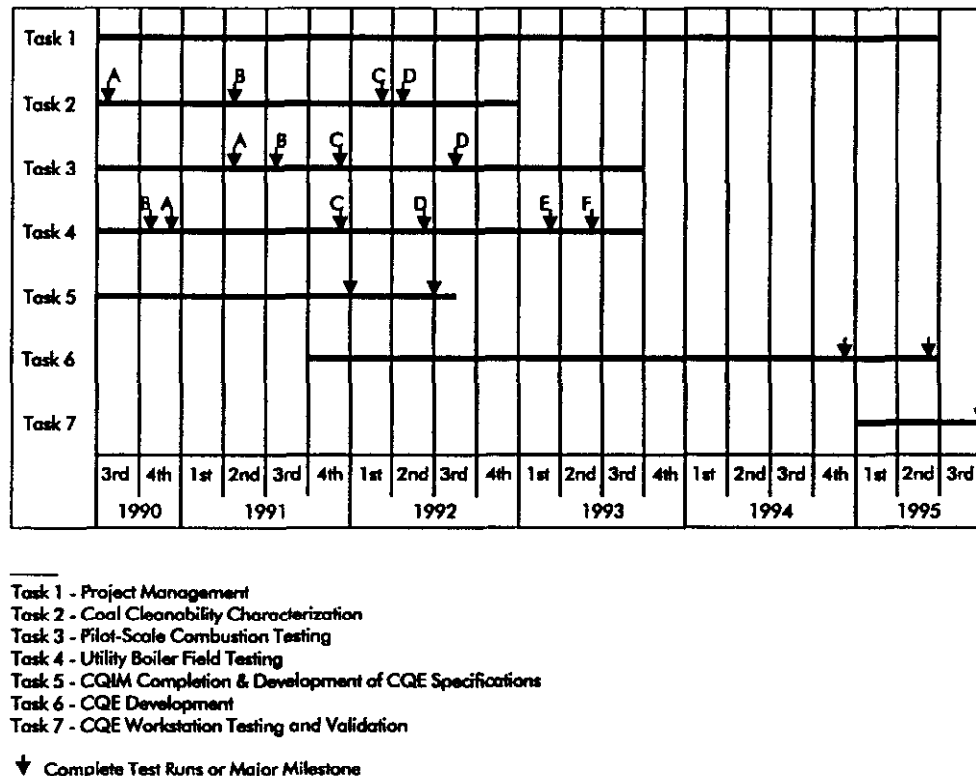 Task 1
A B C D
Task 2
A B C D
Task 3
B A C D E F
Task 4
Task 5
Task 6
Task 7
3rd 4th 1st 2nd 3rd 4th 1st 2nd 3rd 4th 1st 2nd 3rd 4th 1st 2nd 3rd 4th 1st 2nd 3rd
1990 1991 1992 1993 1994 1995
Task 1 - Project Management
Task 2 - Coal Cleanability Characterization
Task 3 - Pilot-Scale Combustion Testing
Task 4 - Utility Boiler Field Testing
Task 5 - CQIM Completion & Development of CQE Specifications
Task 6 - CQE Development
Task 7 - CQE Workstation Testing and Validation
Complete Test Runs or Major Milestone